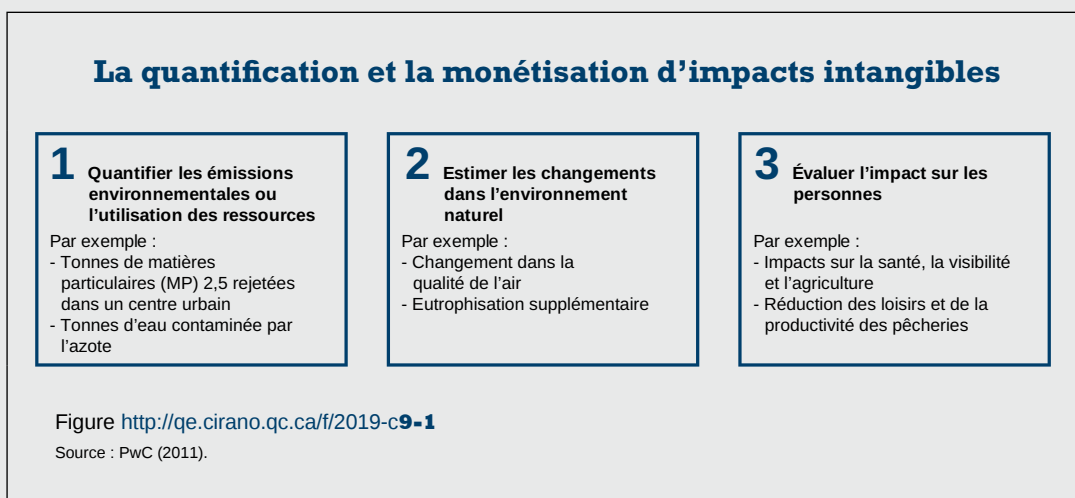 La quantification et la monétisation d'impacts intangibles
1 Quantifier les émissions
environnementales ou
l'utilisation des ressources
Par exemple :
- Tonnes de matières
particulaires (MP) 2,5 rejetées
dans un centre urbain
- Tonnes d'eau contaminée par
l'azote
2 Estimer les changements
dans l'environnement
naturel
Par exemple :
- Changement dans la
qualité de l'air
- Eutrophisation supplémentaire
3 Évaluer l'impact sur les
personnes
Par exemple :
- Impacts sur la santé, la visibilité
et l'agriculture
- Réduction des loisirs et de la
productivité des pêcheries
Figure http://qe.cirano.qc.ca/f/2019-c9-1
Source : PwC (2011).